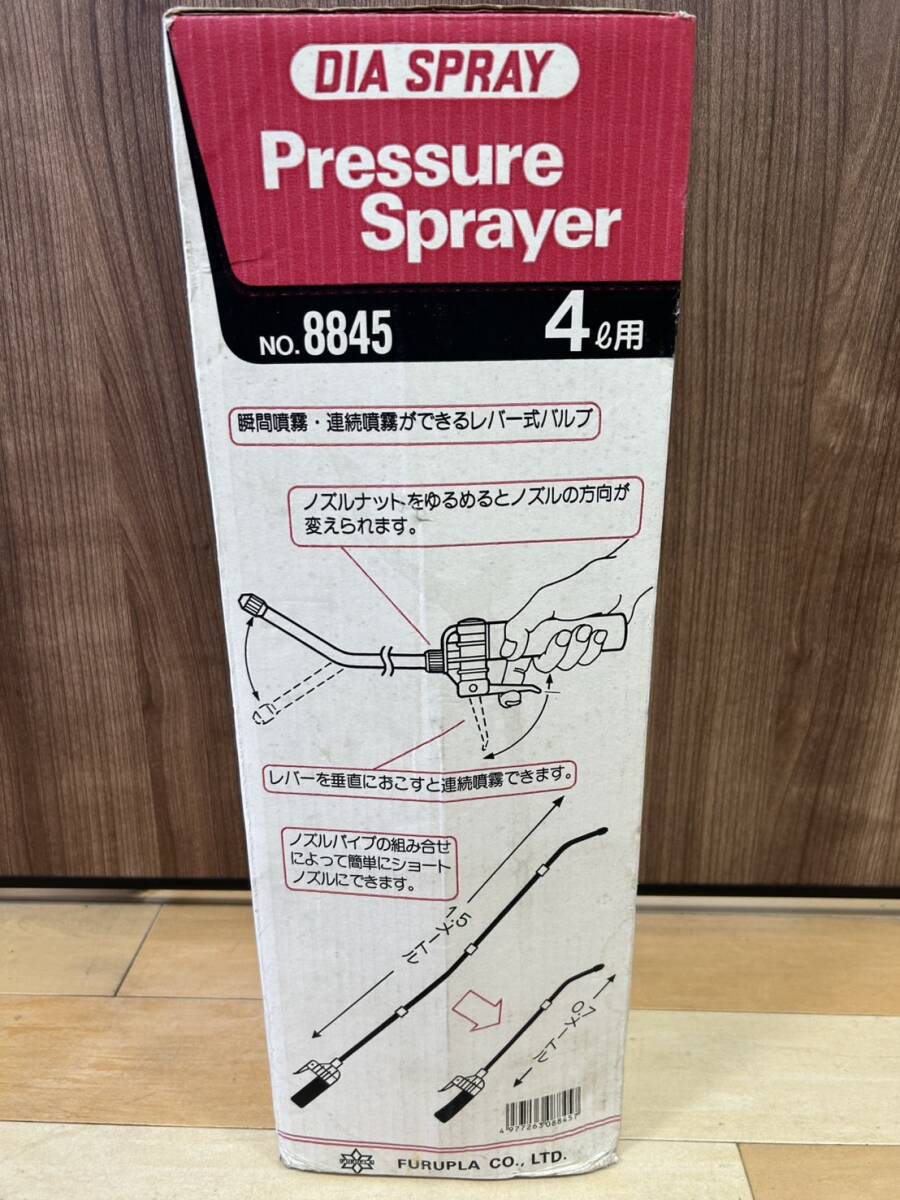 DIA SPRAY
Pressure
Sprayer
NO. 8845
4ℓ用
瞬間噴霧・連続噴霧ができるレバー式バルブ
ノズルナットをゆるめるとノズルの方向が
変えられます。
レバーを垂直におこすと連続噴霧できます。
ノズルパイプの組み合せ
によって簡単にショート
ノズルにできます。
1.5メートル
0.7メートル
4 977263 088457
FURUPLA CO., LTD.